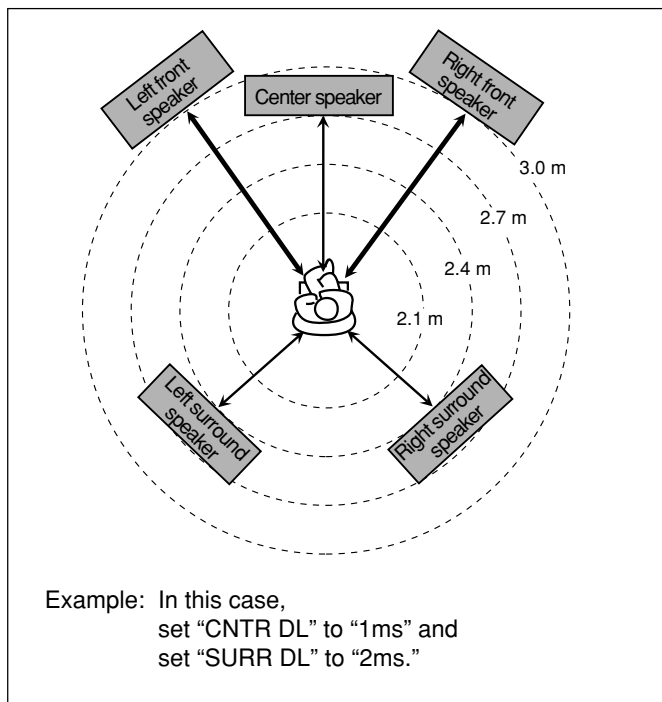 Left front
speaker
Center speaker
Right front
speaker
3.0 m
2.7 m
2.4 m
2.1 m
Left surround
speaker
Right surround
speaker
Example: In this case,
set “CNTR DL” to “1ms” and
set “SURR DL” to “2ms.”